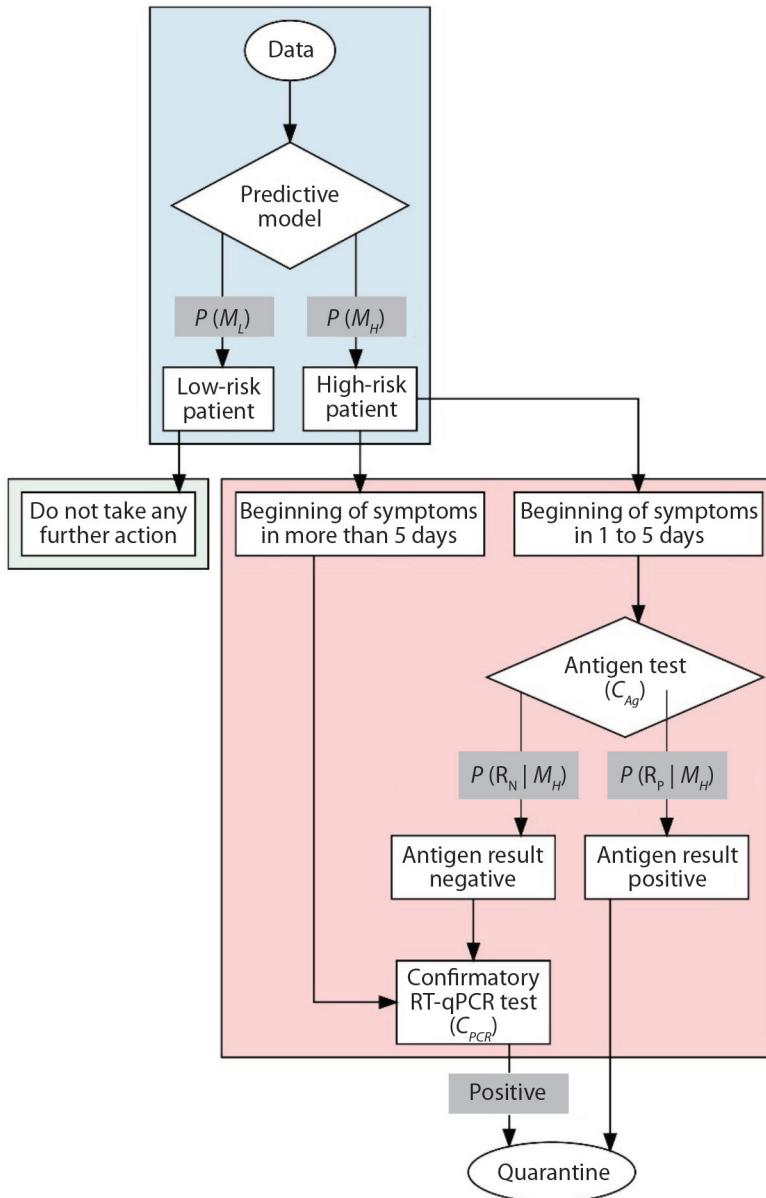 Data
Predictive
model
P (M_L)
P (M_H)
Low-risk
patient
High-risk
patient
Do not take any
further action
Beginning of symptoms
in more than 5 days
Beginning of symptoms
in 1 to 5 days
Antigen test
(C_Ag)
P (R_N | M_H)
P (R_P | M_H)
Antigen result
negative
Antigen result
positive
Confirmatory
RT-qPCR test
(C_PCR)
Positive
Quarantine